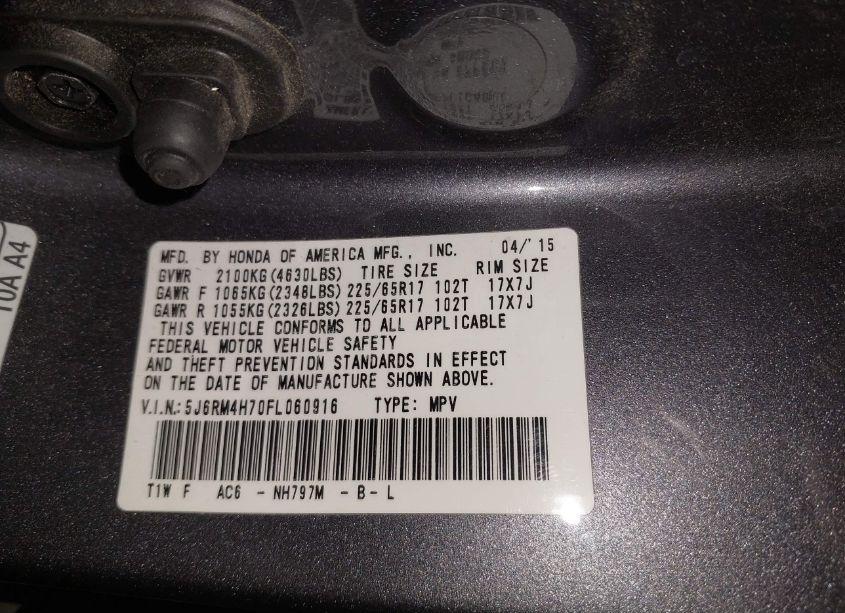 MFD. BY HONDA OF AMERICA MFG., INC. 04/'15
GVWR 2100KG(4630LBS) TIRE SIZE RIM SIZE
GAWR F 1065KG(2348LBS) 225/65R17 102T 17X7J
GAWR R 1055KG(2326LBS) 225/65R17 102T 17X7J
THIS VEHICLE CONFORMS TO ALL APPLICABLE
FEDERAL MOTOR VEHICLE SAFETY
AND THEFT PREVENTION STANDARDS IN EFFECT
ON THE DATE OF MANUFACTURE SHOWN ABOVE.
V.I.N.:5J6RM4H70FL060916 TYPE: MPV
T1W F AC6 -NH797M -B-L
10A A4